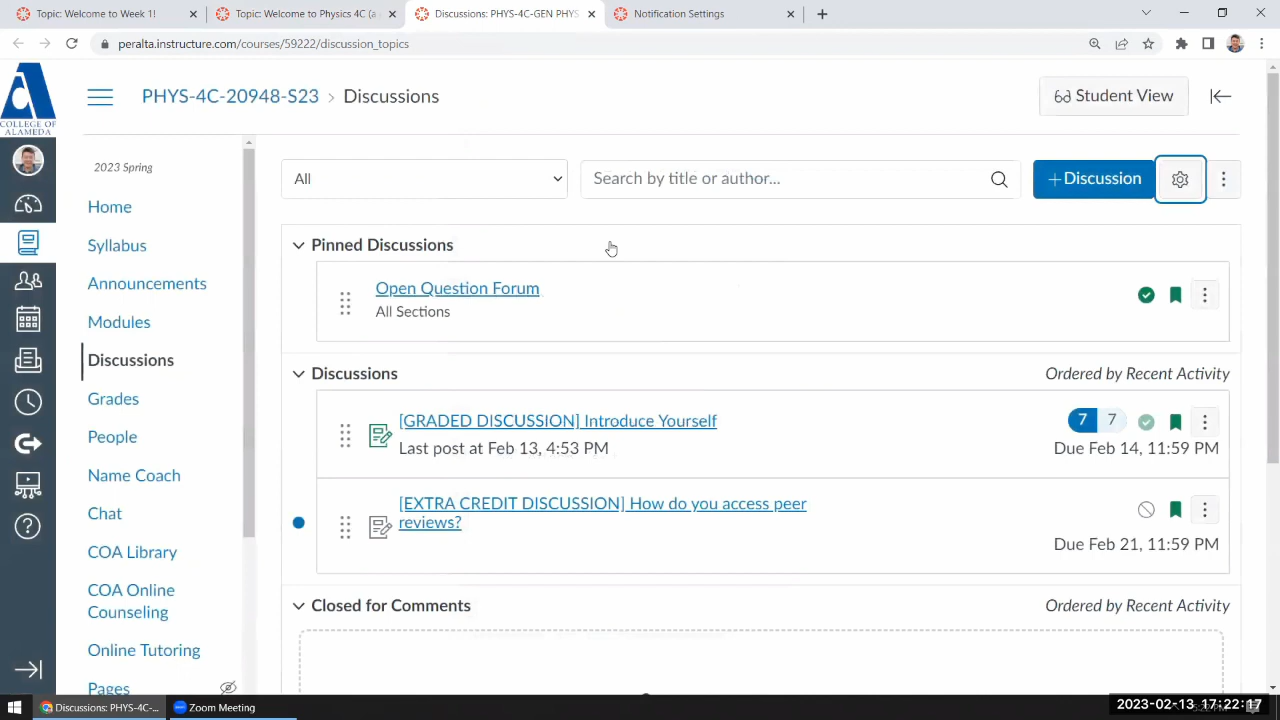 Topic: Welcome to Week 1!
Topic: Welcome to Physics 4C (a
Discussions: PHYS-4C-GEN PHYS
Notification Settings
peralta.instructure.com/courses/59222/discussion_topics
COLLEGE OF
ALAMEDA
PHYS-4C-20948-S23 > Discussions
Student View
2023 Spring
Home
Syllabus
Announcements
Modules
Discussions
Grades
People
Name Coach
Chat
COA Library
COA Online
Counseling
Online Tutoring
Pages
All
Search by title or author...
+Discussion
Pinned Discussions
Open Question Forum
All Sections
Discussions
Ordered by Recent Activity
[GRADED DISCUSSION] Introduce Yourself
7 7
Last post at Feb 13, 4:53 PM
Due Feb 14, 11:59 PM
[EXTRA CREDIT DISCUSSION] How do you access peer
reviews?
Due Feb 21, 11:59 PM
Closed for Comments
Ordered by Recent Activity
Discussions: PHYS-4C-...
Zoom Meeting
2023-02-13 17:22:17